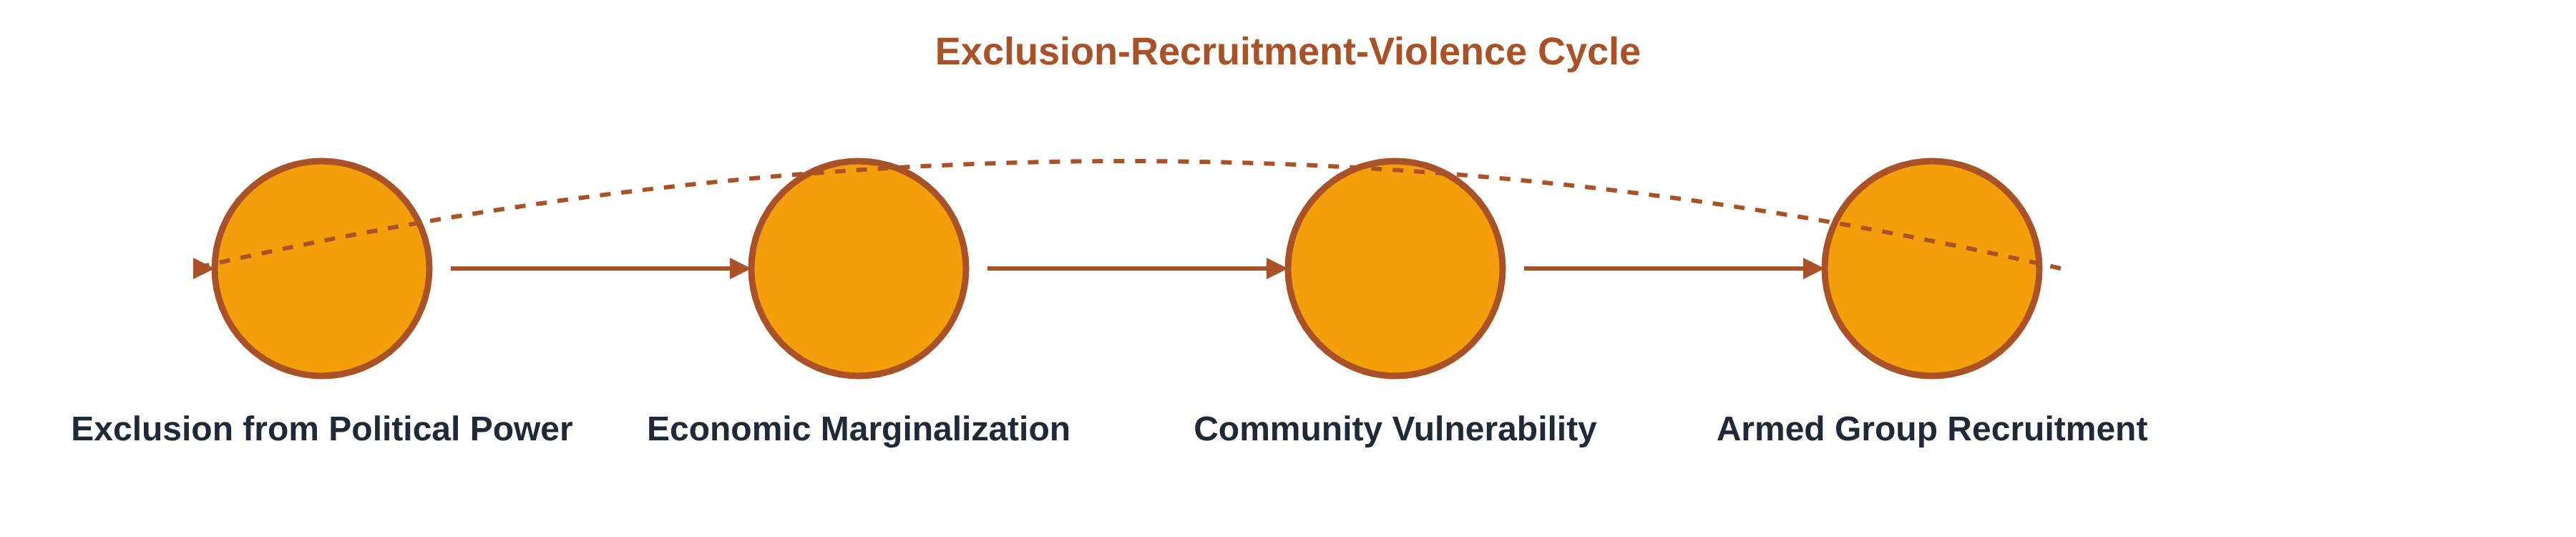 Exclusion-Recruitment-Violence Cycle
Exclusion from Political Power
Economic Marginalization
Community Vulnerability
Armed Group Recruitment